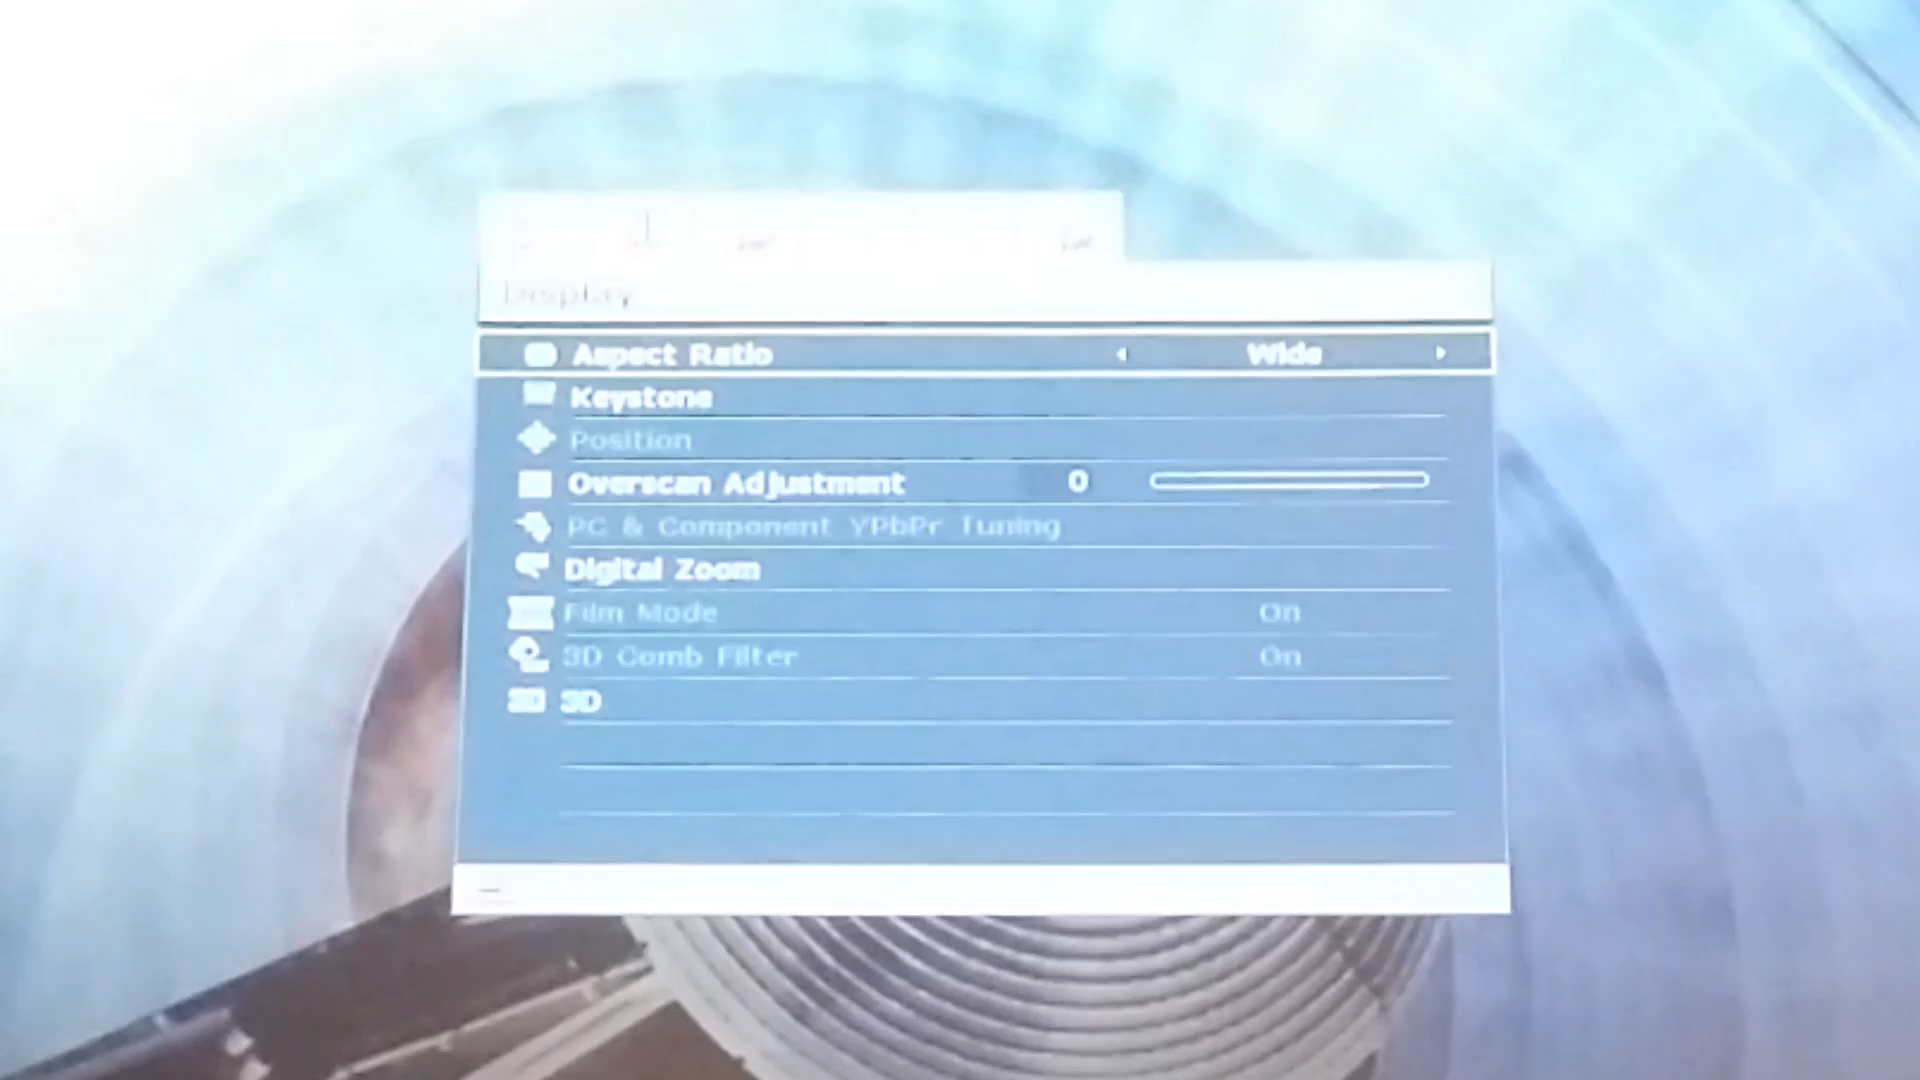 Display
Aspect Ratio Wide
Keystone
Position
Overscan Adjustment 0
PC & Component YPbPr Tuning
Digital Zoom
Film Mode On
3D Comb Filter On
3D 3D